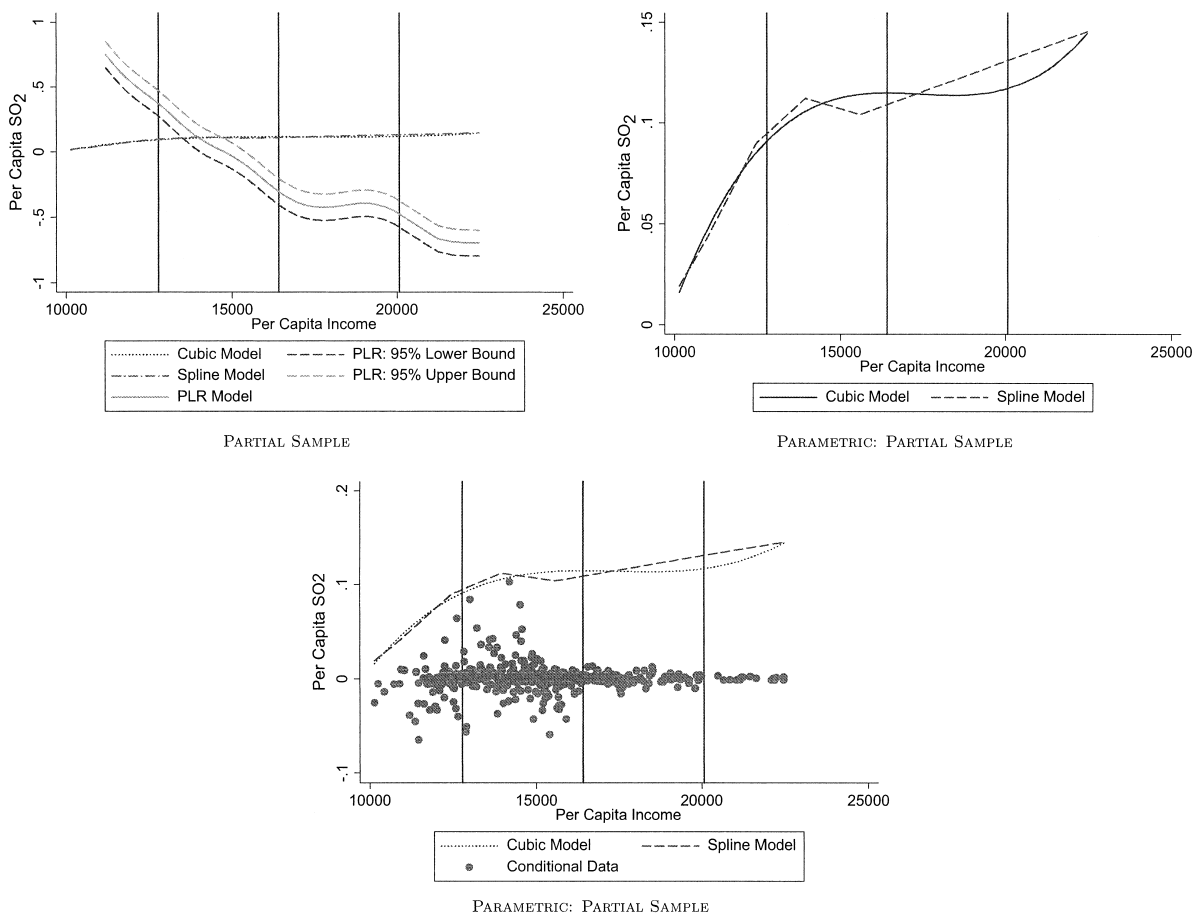 1
.5
0
-.5
-1
Per Capita SO2
10000 15000 20000 25000
Per Capita Income
Cubic Model PLR: 95% Lower Bound
Spline Model PLR: 95% Upper Bound
PLR Model
PARTIAL SAMPLE
.15
.1
.05
0
Per Capita SO2
10000 15000 20000 25000
Per Capita Income
Cubic Model Spline Model
PARAMETRIC: PARTIAL SAMPLE
.2
.1
0
-.1
Per Capita SO2
10000 15000 20000 25000
Per Capita Income
Cubic Model Spline Model
Conditional Data
PARAMETRIC: PARTIAL SAMPLE